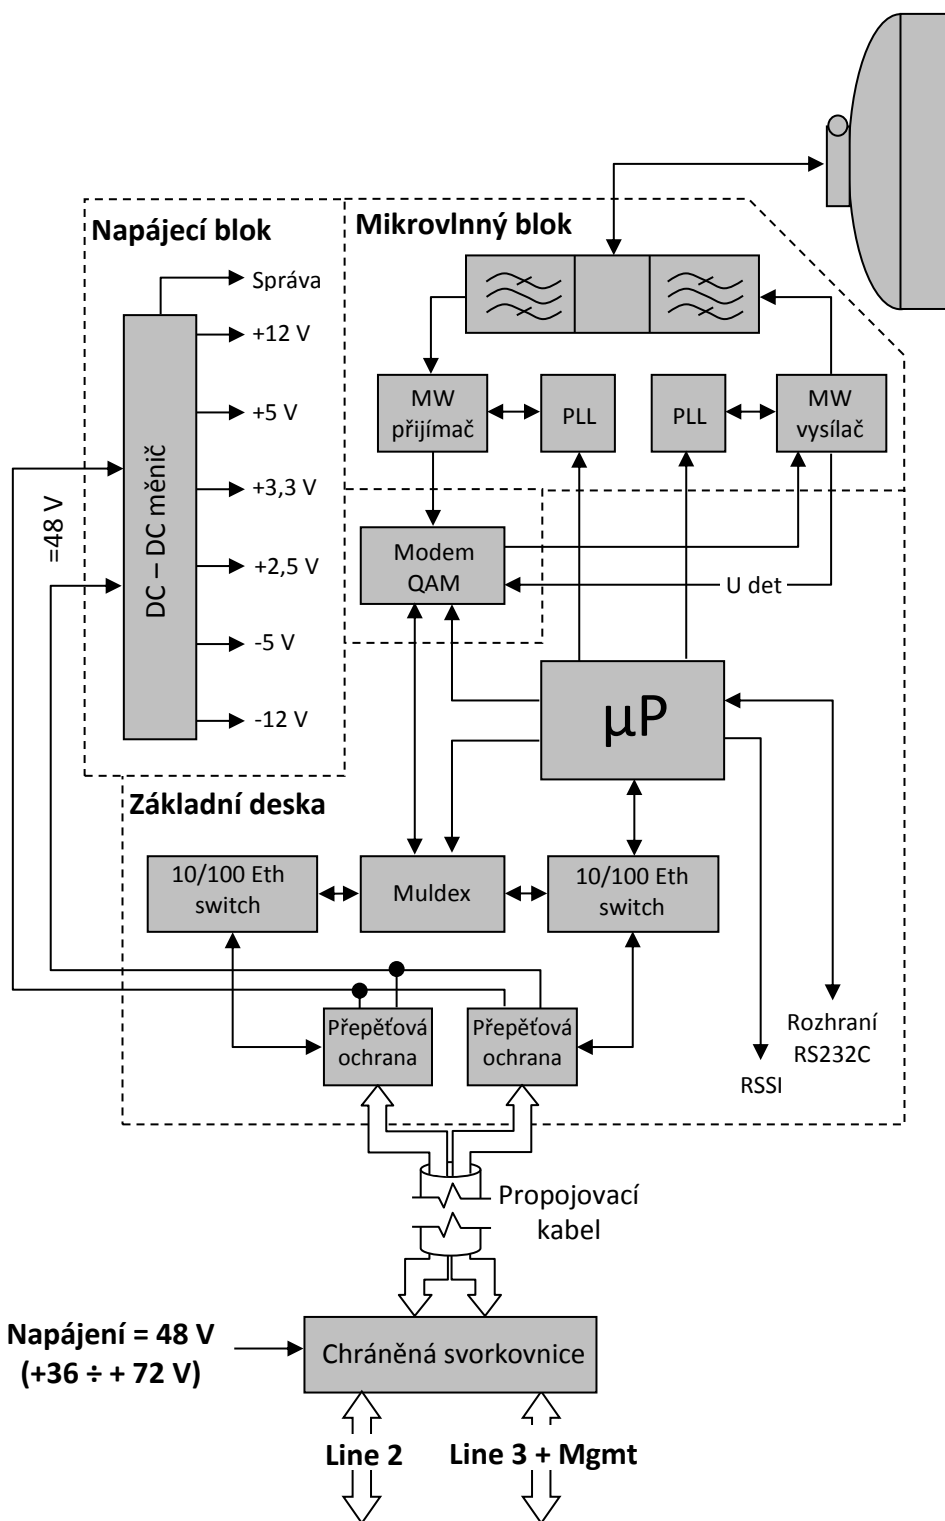 Napájecí blok
Mikrovlnný blok
Správa
+12 V
+5 V
+3,3 V
+2,5 V
-5 V
-12 V
DC – DC měnič
=48 V
MW
přijímač
PLL
PLL
MW
vysílač
Modem
QAM
U det
µP
Základní deska
10/100 Eth
switch
Muldex
10/100 Eth
switch
Přepěťová
ochrana
Přepěťová
ochrana
Rozhraní
RS232C
RSSI
Propojovací
kabel
Napájení = 48 V
(+36 ÷ + 72 V)
Chráněná svorkovnice
Line 2
Line 3 + Mgmt